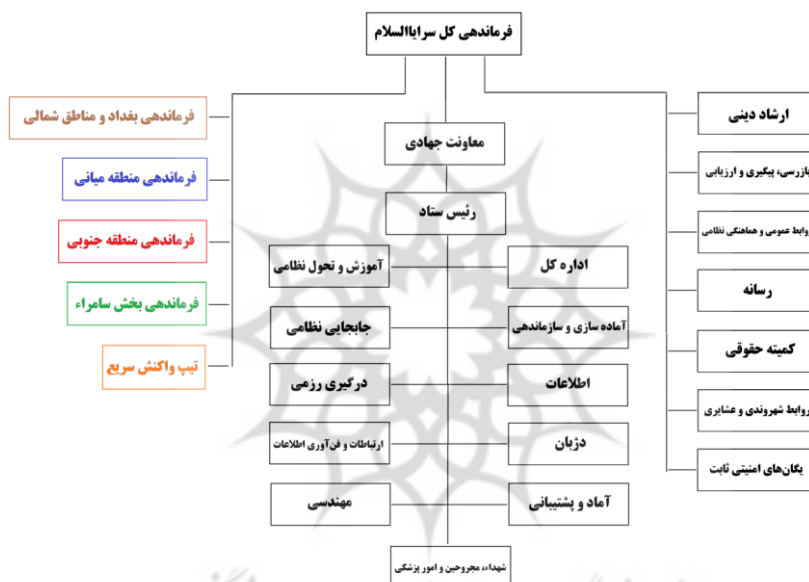 فرماندهی کل سرایاالسلام
ارشاد دینی
بازرسی، پیگیری و ارزیابی
روابط عمومی و هماهنگی نظامی
رسانه
کمیته حقوقی
روابط شهروندی و عشایری
یگان‌های امنیتی ثابت
معاونت جهادی
رئیس ستاد
اداره کل
آموزش و تحول نظامی
آماده سازی و سازماندهی
جابجایی نظامی
اطلاعات
درگیری رزمی
دژبان
ارتباطات و فن‌آوری اطلاعات
آماد و پشتیبانی
مهندسی
شهداء، مجروحین و امور پزشکی
فرماندهی بغداد و مناطق شمالی
فرماندهی منطقه میانی
فرماندهی منطقه جنوبی
فرماندهی بخش سامراء
تیپ واکنش سریع